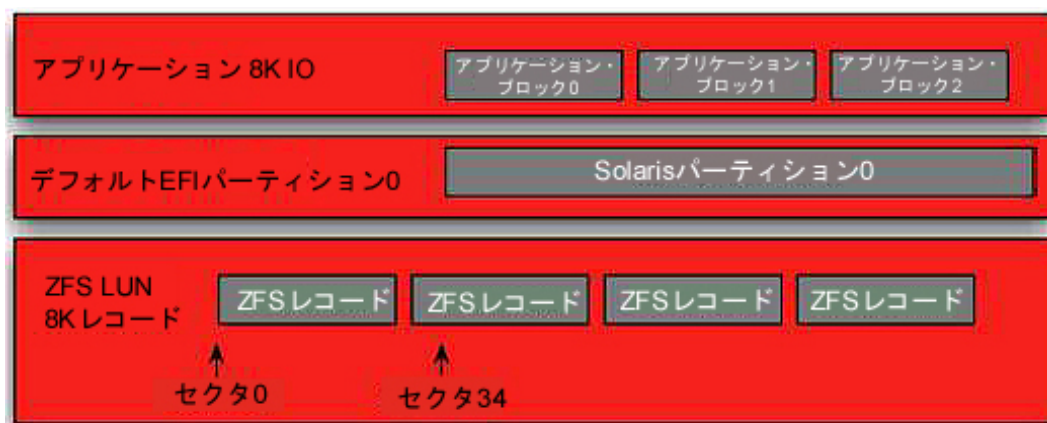 アプリケーション 8K IO
アプリケーション・
ブロック0
アプリケーション・
ブロック1
アプリケーション・
ブロック2
デフォルトEFIパーティション0
Solarisパーティション0
ZFS LUN
8Kレコード
ZFSレコード
ZFSレコード
ZFSレコード
ZFSレコード
セクタ0
セクタ34